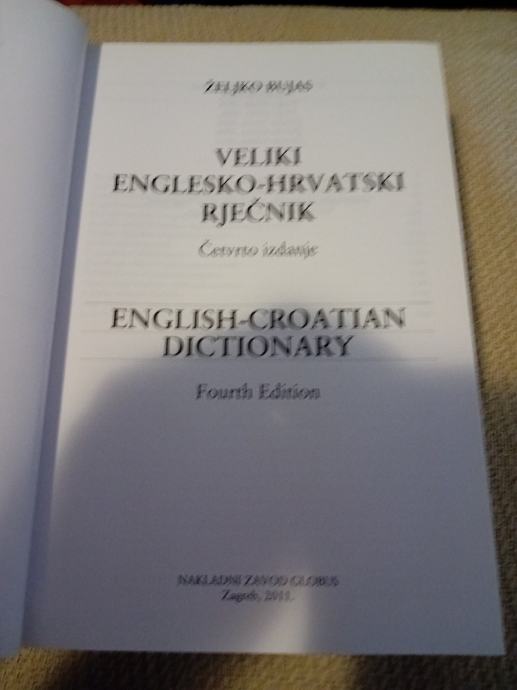 ŽELJKO BUJAS
VELIKI
ENGLESKO-HRVATSKI
RJEČNIK
Četvrto izdanje
ENGLISH-CROATIAN
DICTIONARY
Fourth Edition
NAKLADNI ZAVOD GLOBUS
Zagreb, 2011.